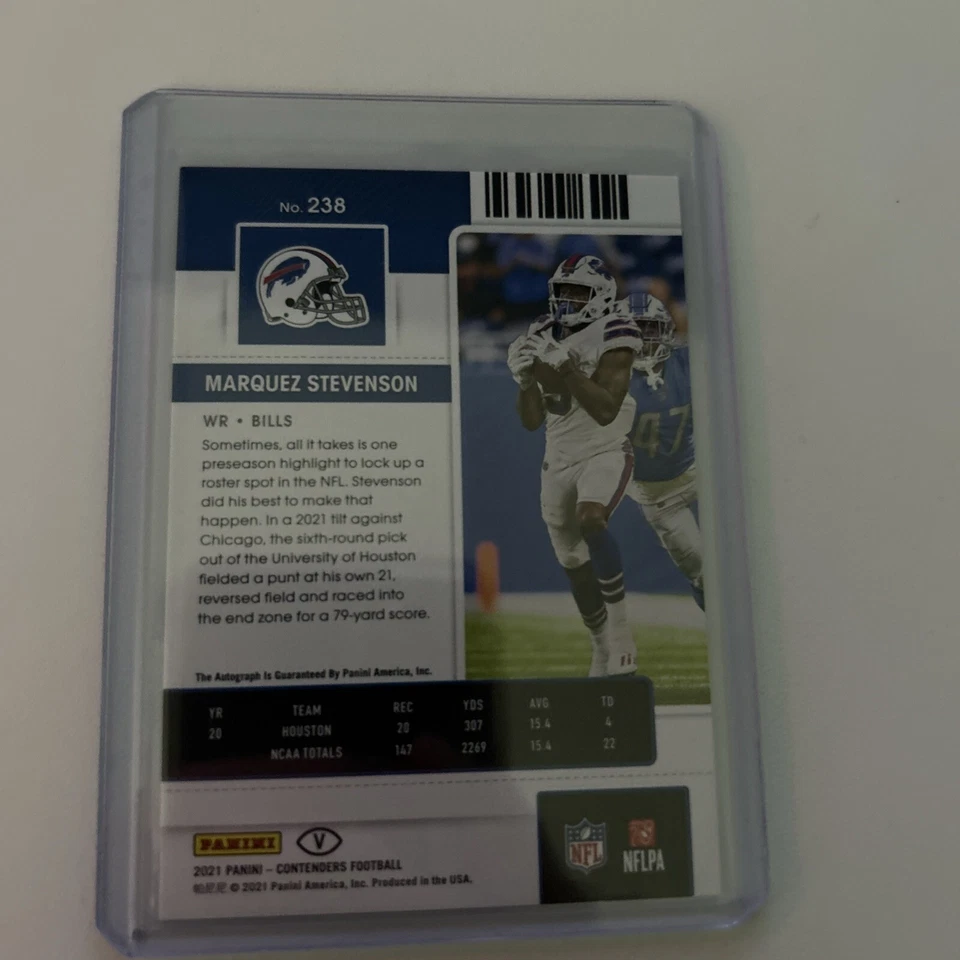 No. 238
MARQUEZ STEVENSON
WR • BILLS
Sometimes, all it takes is one
preseason highlight to lock up a
roster spot in the NFL. Stevenson
did his best to make that
happen. In a 2021 tilt against
Chicago, the sixth-round pick
out of the University of Houston
fielded a punt at his own 21,
reversed field and raced into
the end zone for a 79-yard score.
The Autograph Is Guaranteed By Panini America, Inc.
47
YR TEAM REC YDS AVG TD
20 HOUSTON 20 307 15.4 4
NCAA TOTALS 147 2269 15.4 22
PANINI V
2021 PANINI – CONTENDERS FOOTBALL
© 2021 Panini America, Inc. Produced in the USA.
NFL
NFLPA